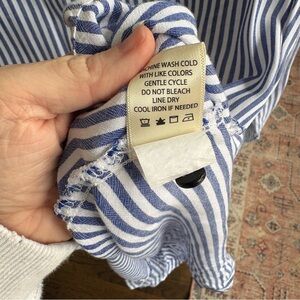 MACHINE WASH COLD
WITH LIKE COLORS
GENTLE CYCLE
DO NOT BLEACH
LINE DRY
COOL IRON IF NEEDED